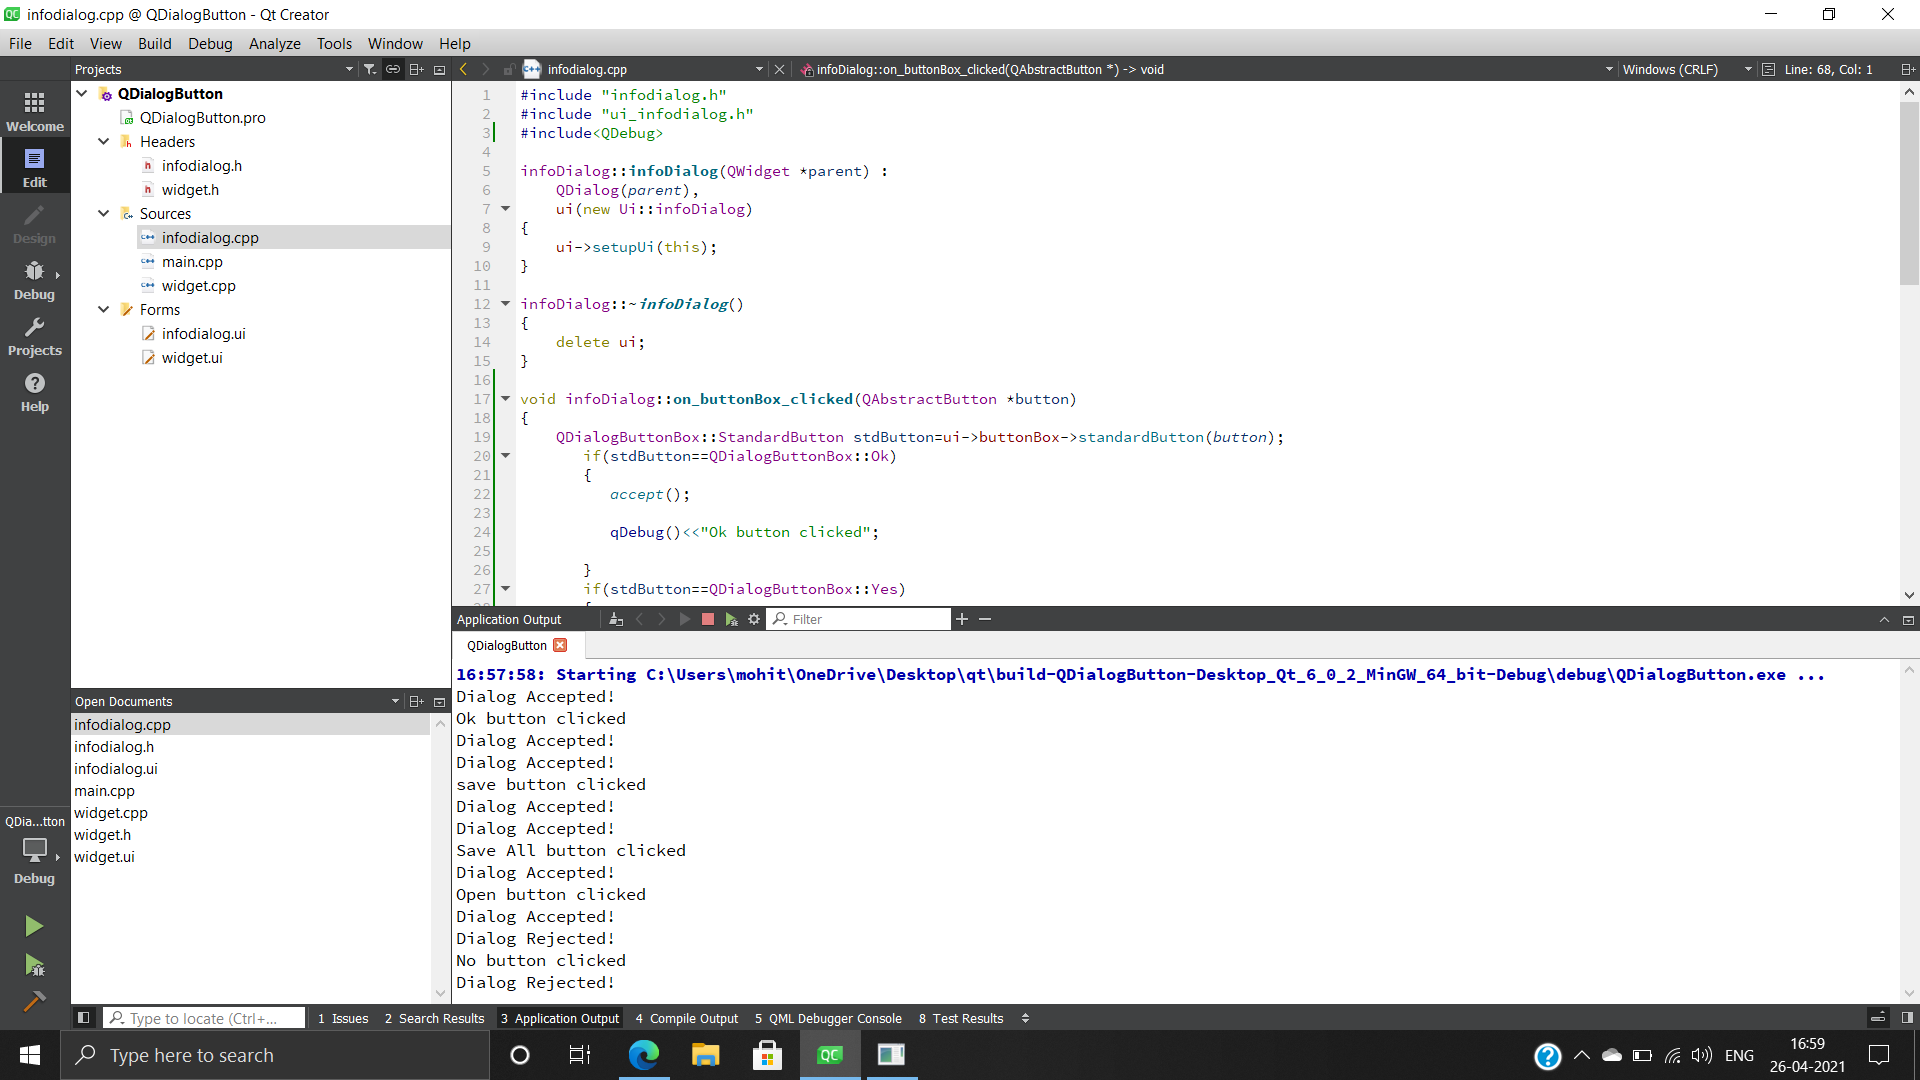 infodialog.cpp @ QDialogButton - Qt Creator
File Edit View Build Debug Analyze Tools Window Help
Projects
infodialog.cpp
infoDialog::on_buttonBox_clicked(QAbstractButton *) -> void
Windows (CRLF)
Line: 68, Col: 1
Welcome
Edit
Design
Debug
Projects
Help
QDia...tton
Debug
QDialogButton
QDialogButton.pro
Headers
infodialog.h
widget.h
Sources
infodialog.cpp
main.cpp
widget.cpp
Forms
infodialog.ui
widget.ui
Open Documents
infodialog.cpp
infodialog.h
infodialog.ui
main.cpp
widget.cpp
widget.h
widget.ui
1 #include "infodialog.h"
2 #include "ui_infodialog.h"
3 #include<QDebug>
4
5 infoDialog::infoDialog(QWidget *parent) :
6 QDialog(parent),
7 ui(new Ui::infoDialog)
8 {
9 ui->setupUi(this);
10 }
11
12 infoDialog::~infoDialog()
13 {
14 delete ui;
15 }
16
17 void infoDialog::on_buttonBox_clicked(QAbstractButton *button)
18 {
19 QDialogButtonBox::StandardButton stdButton=ui->buttonBox->standardButton(button);
20 if(stdButton==QDialogButtonBox::Ok)
21 {
22 accept();
23
24 qDebug()<<"Ok button clicked";
25
26 }
27 if(stdButton==QDialogButtonBox::Yes)
Application Output
Filter
QDialogButton
16:57:58: Starting C:\Users\mohit\OneDrive\Desktop\qt\build-QDialogButton-Desktop_Qt_6_0_2_MinGW_64_bit-Debug\debug\QDialogButton.exe ...
Dialog Accepted!
Ok button clicked
Dialog Accepted!
Dialog Accepted!
save button clicked
Dialog Accepted!
Dialog Accepted!
Save All button clicked
Dialog Accepted!
Open button clicked
Dialog Accepted!
Dialog Rejected!
No button clicked
Dialog Rejected!
Type to locate (Ctrl+...
1 Issues 2 Search Results 3 Application Output 4 Compile Output 5 QML Debugger Console 8 Test Results
Type here to search
QC
ENG
16:59
26-04-2021